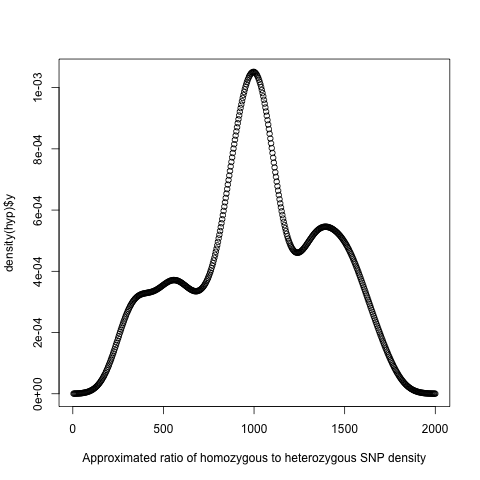 density(hyp)$y
1e-03
8e-04
6e-04
4e-04
2e-04
0e+00
0 500 1000 1500 2000
Approximated ratio of homozygous to heterozygous SNP density